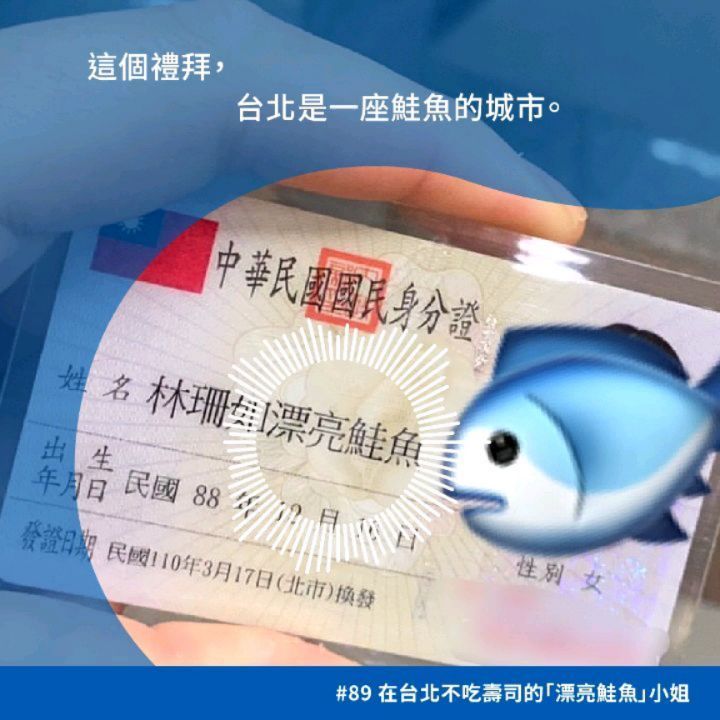 這個禮拜，
台北是一座鮭魚的城市。
中華民國國民身分證
姓名 林珊如漂亮鮭魚
出生
年月日 民國 88 年 12 月 16 日
發證日期 民國110年3月17日(北市)換發
性別 女
#89 在台北不吃壽司的「漂亮鮭魚」小姐